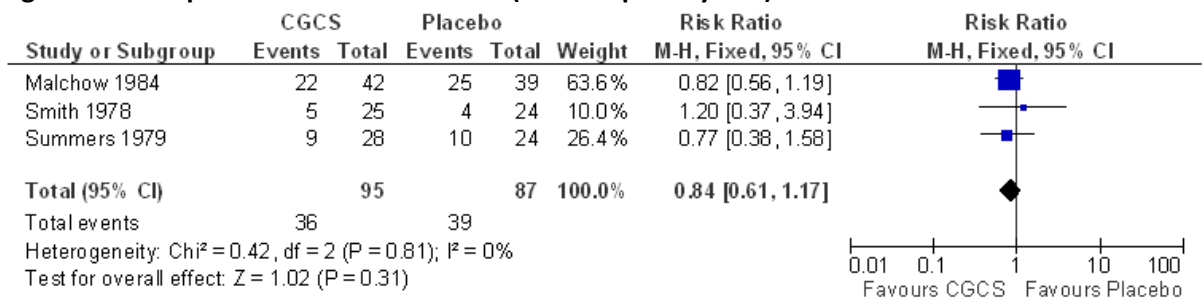 CGCS Placebo Risk Ratio Risk Ratio
Study or Subgroup Events Total Events Total Weight M-H, Fixed, 95% CI M-H, Fixed, 95% CI
Malchow 1984 22 42 25 39 63.6% 0.82 [0.56, 1.19]
Smith 1978 5 25 4 24 10.0% 1.20 [0.37, 3.94]
Summers 1979 9 28 10 24 26.4% 0.77 [0.38, 1.58]
Total (95% CI) 95 87 100.0% 0.84 [0.61, 1.17]
Total events 36 39
Heterogeneity: Chi² = 0.42, df = 2 (P = 0.81); I² = 0%
Test for overall effect: Z = 1.02 (P = 0.31)
0.01 0.1 1 10 100
Favours CGCS Favours Placebo